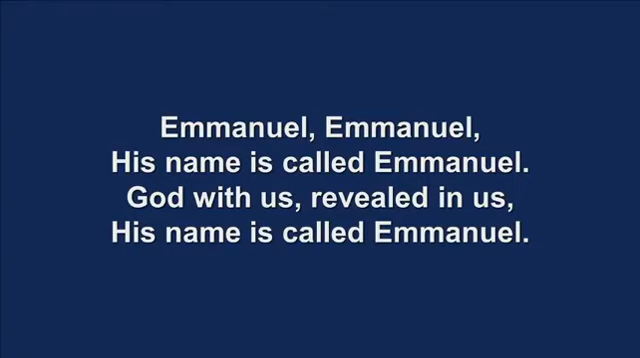 Emmanuel, Emmanuel,
His name is called Emmanuel.
God with us, revealed in us,
His name is called Emmanuel.